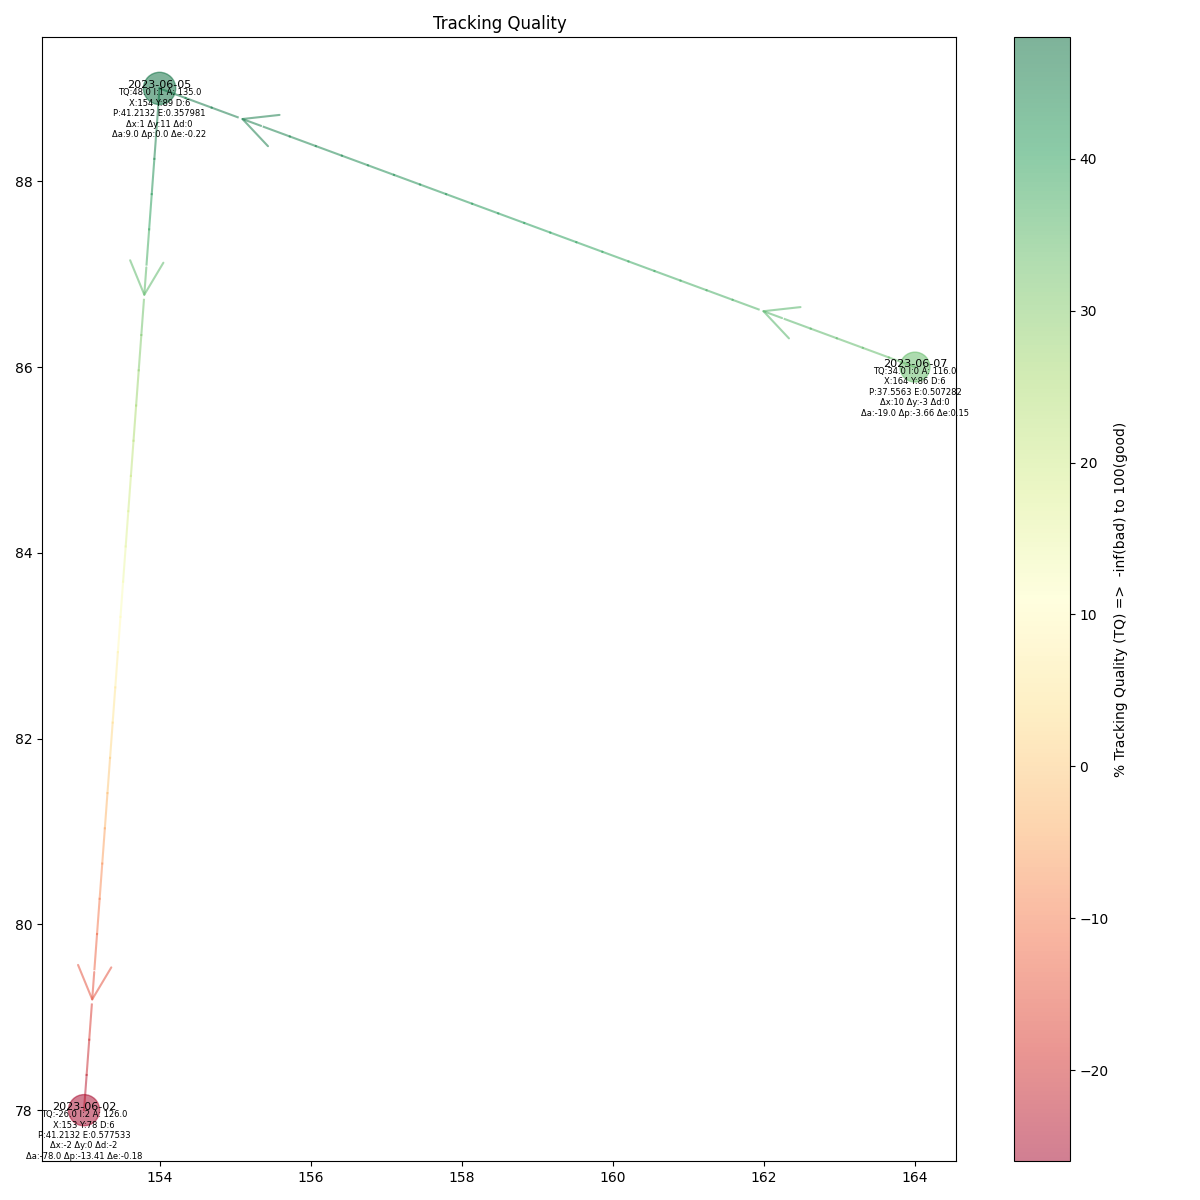 Tracking Quality
2023-06-05
TQ:48.0 I:1 A: 135.0
X:154 Y:89 D:6
P:41.2132 E:0.357981
Δx:1 Δy:11 Δd:0
Δa:9.0 Δp:0.0 Δe:-0.22
2023-06-07
TQ:34.0 I:0 A: 116.0
X:164 Y:86 D:6
P:37.5563 E:0.507282
Δx:10 Δy:-3 Δd:0
Δa:-19.0 Δp:-3.66 Δe:0.15
2023-06-02
TQ:-26.0 I:2 A: 126.0
X:153 Y:78 D:6
P:41.2132 E:0.577533
Δx:-2 Δy:0 Δd:-2
Δa:-78.0 Δp:-13.41 Δe:-0.18
88
86
84
82
80
78
154
156
158
160
162
164
40
30
20
10
0
−10
−20
% Tracking Quality (TQ) => -inf(bad) to 100(good)